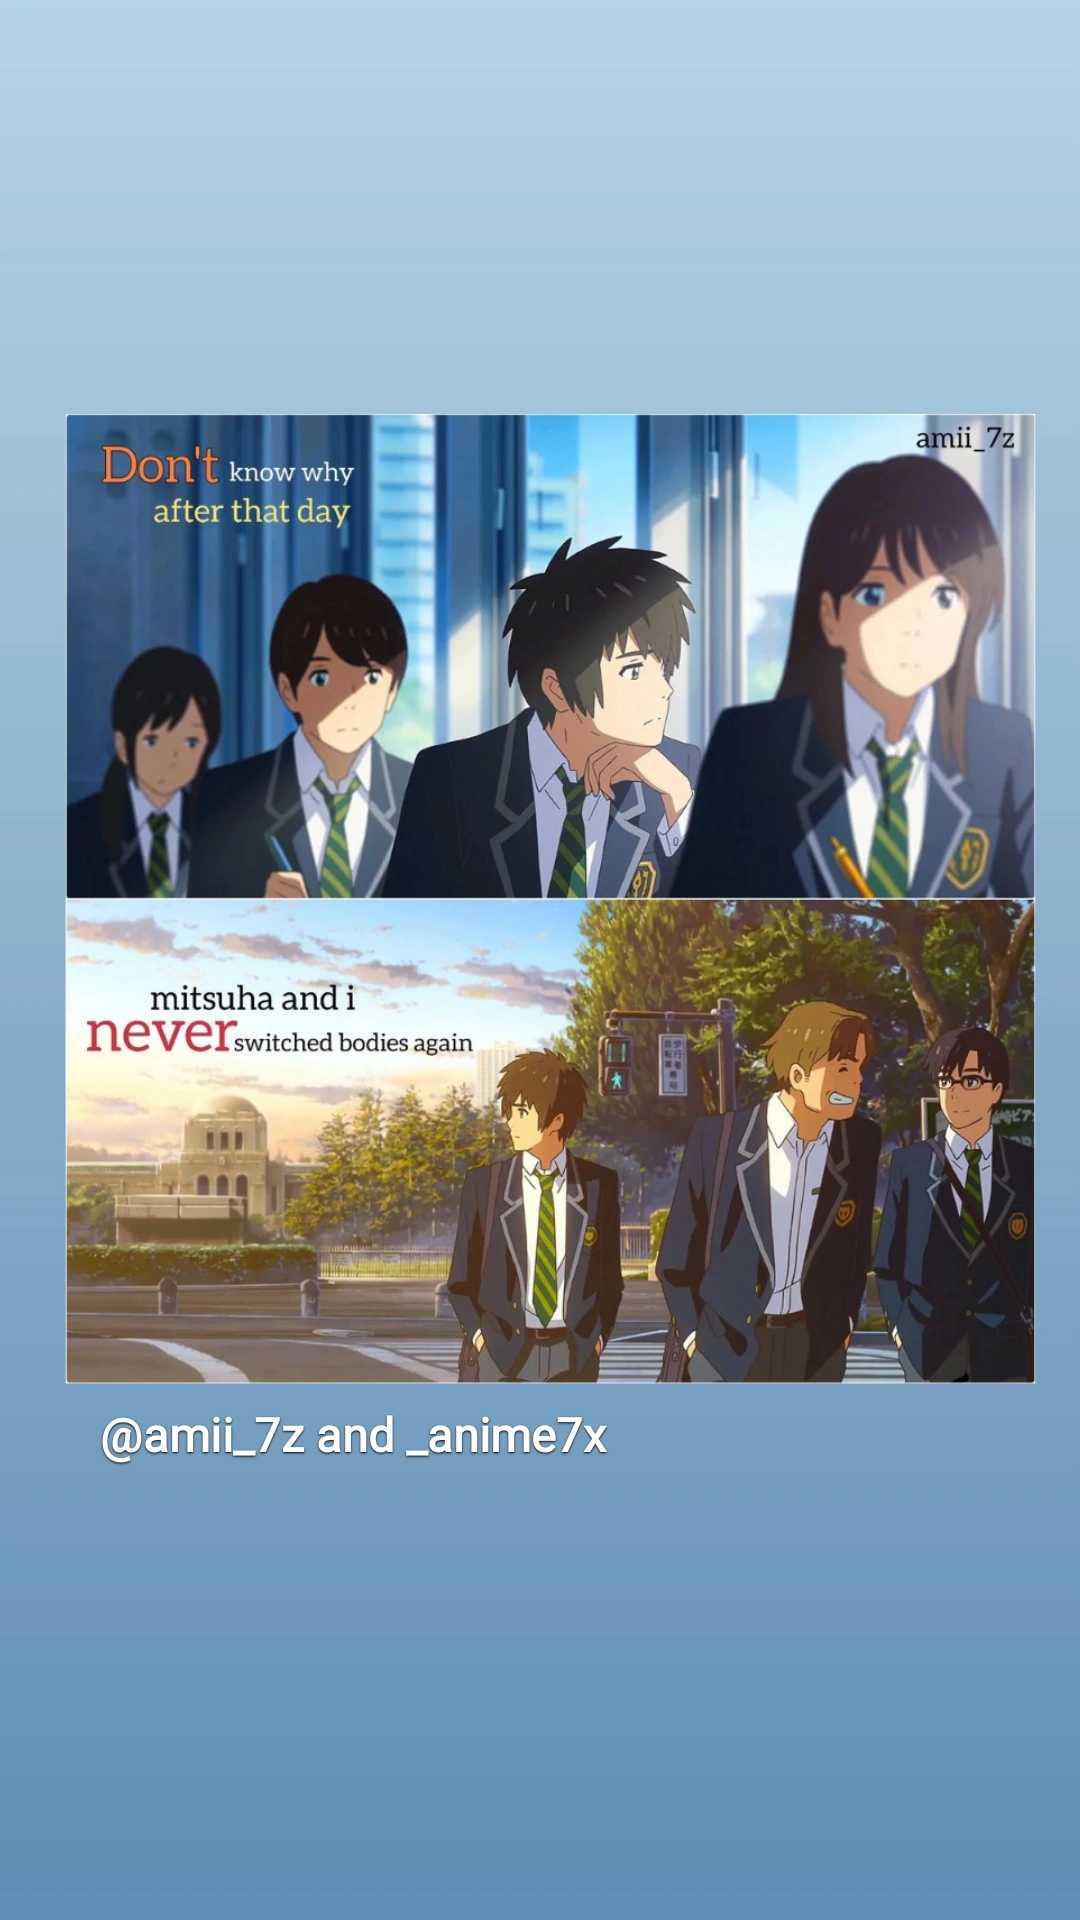 Don't know why
after that day
amii_7z
mitsuha and i
never switched bodies again
@amii_7z and _anime7x